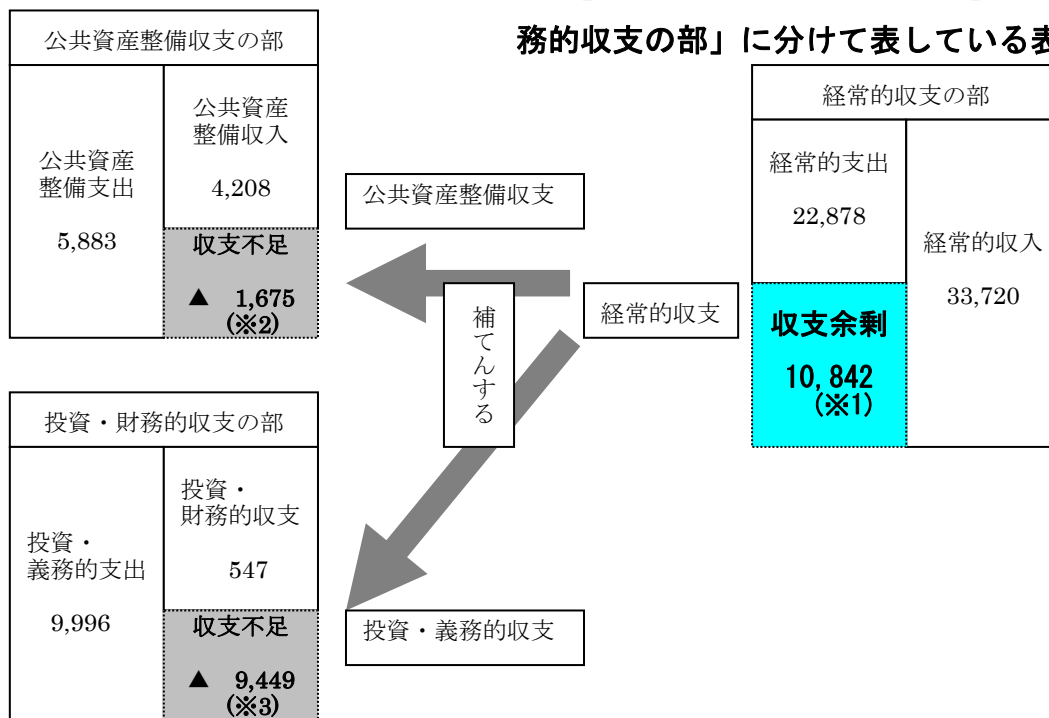 務的収支の部」に分けて表している表
公共資産整備収支の部
公共資産
整備支出
5,883
公共資産
整備収入
4,208
収支不足
▲ 1,675
(※2)
公共資産整備収支
補てんする
経常的収支
経常的収支の部
経常的支出
22,878
収支余剰
10,842
(※1)
経常的収入
33,720
投資・財務的収支の部
投資・
義務的支出
9,996
投資・
財務的収支
547
収支不足
▲ 9,449
(※3)
投資・義務的収支